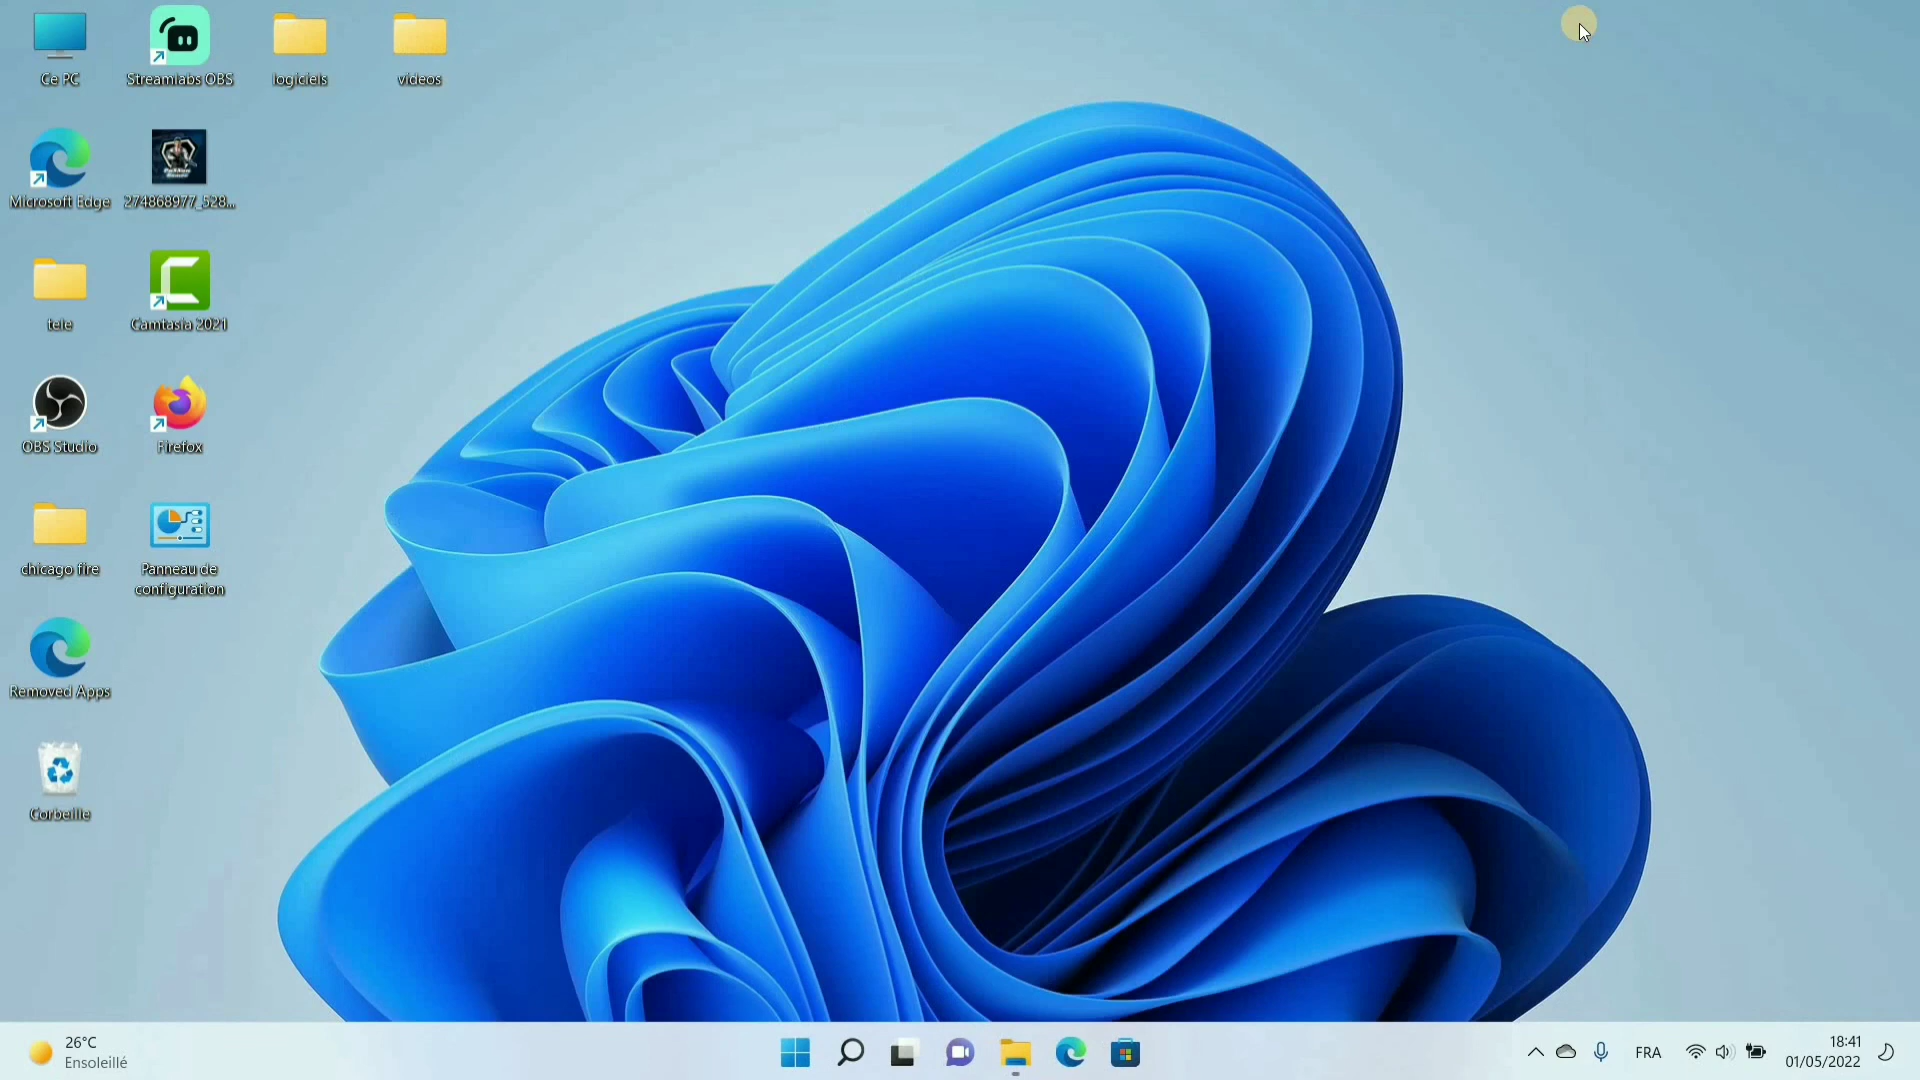 Ce PC
Streamlabs OBS
logiciels
videos
Microsoft Edge
274868977_528...
tele
Camtasia 2021
OBS Studio
Firefox
chicago fire
Panneau de
configuration
Removed Apps
Corbeille
26°C
Ensoleillé
FRA
18:41
01/05/2022